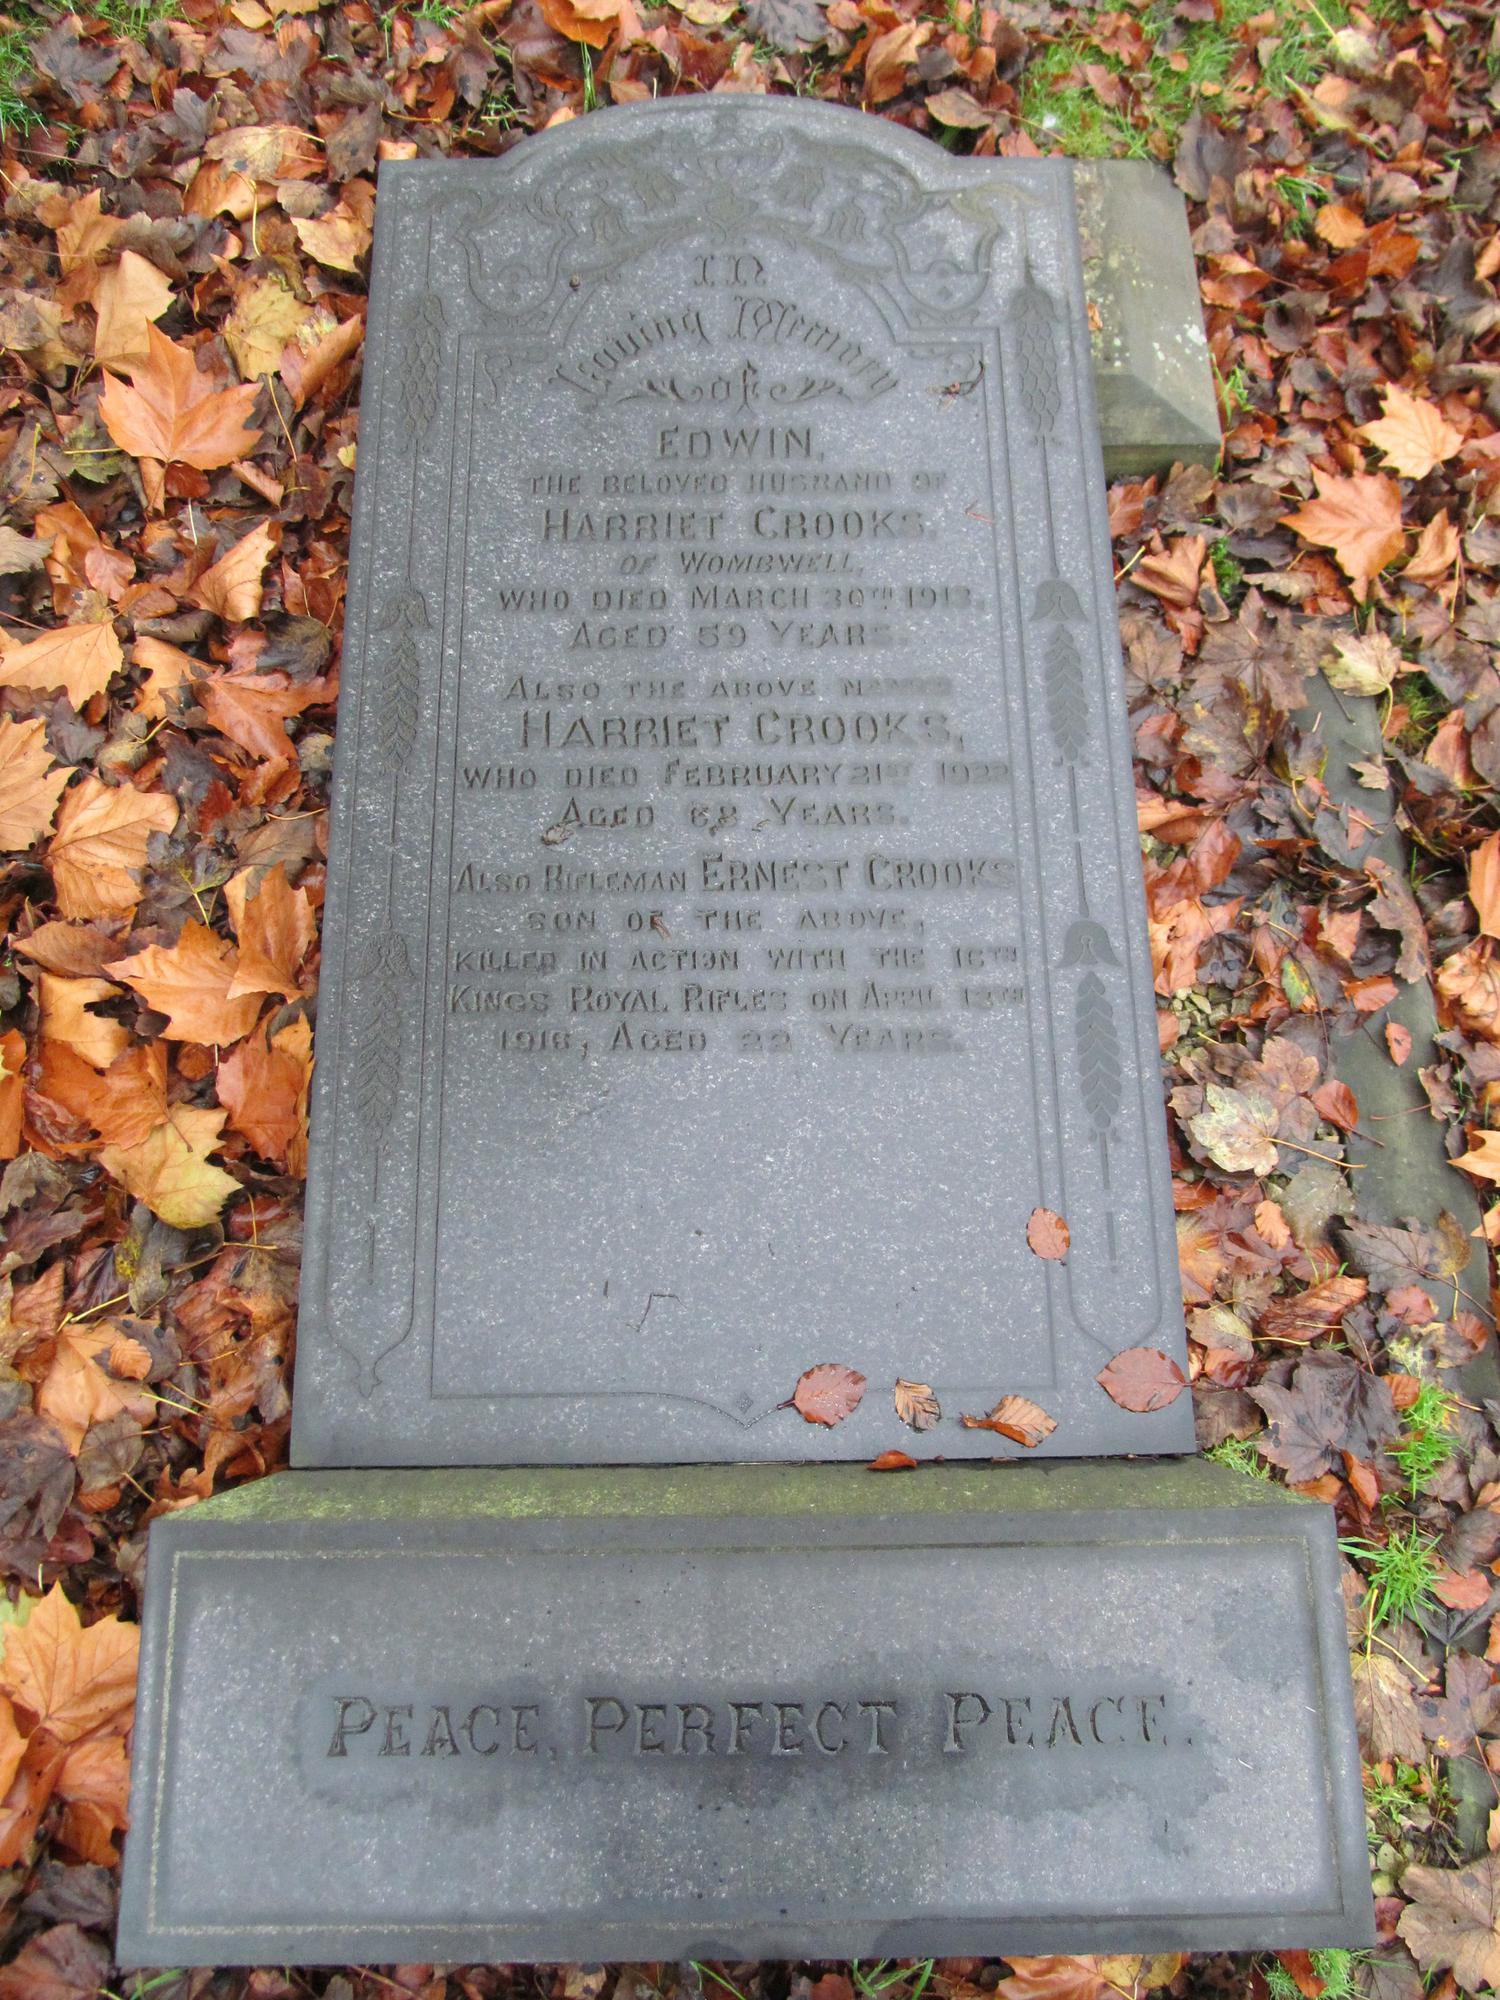 In
Loving Memory
of
EDWIN,
THE BELOVED HUSBAND OF
HARRIET CROOKS,
OF WOMBWELL,
WHO DIED MARCH 30TH 1913,
AGED 59 YEARS.
ALSO THE ABOVE NAMED
HARRIET CROOKS,
WHO DIED FEBRUARY 21ST 1922
AGED 68 YEARS.
ALSO RIFLEMAN ERNEST CROOKS
SON OF THE ABOVE,
KILLED IN ACTION WITH THE 16TH
KINGS ROYAL RIFLES ON APRIL
AGED 22 YEARS.
PEACE, PERFECT PEACE.